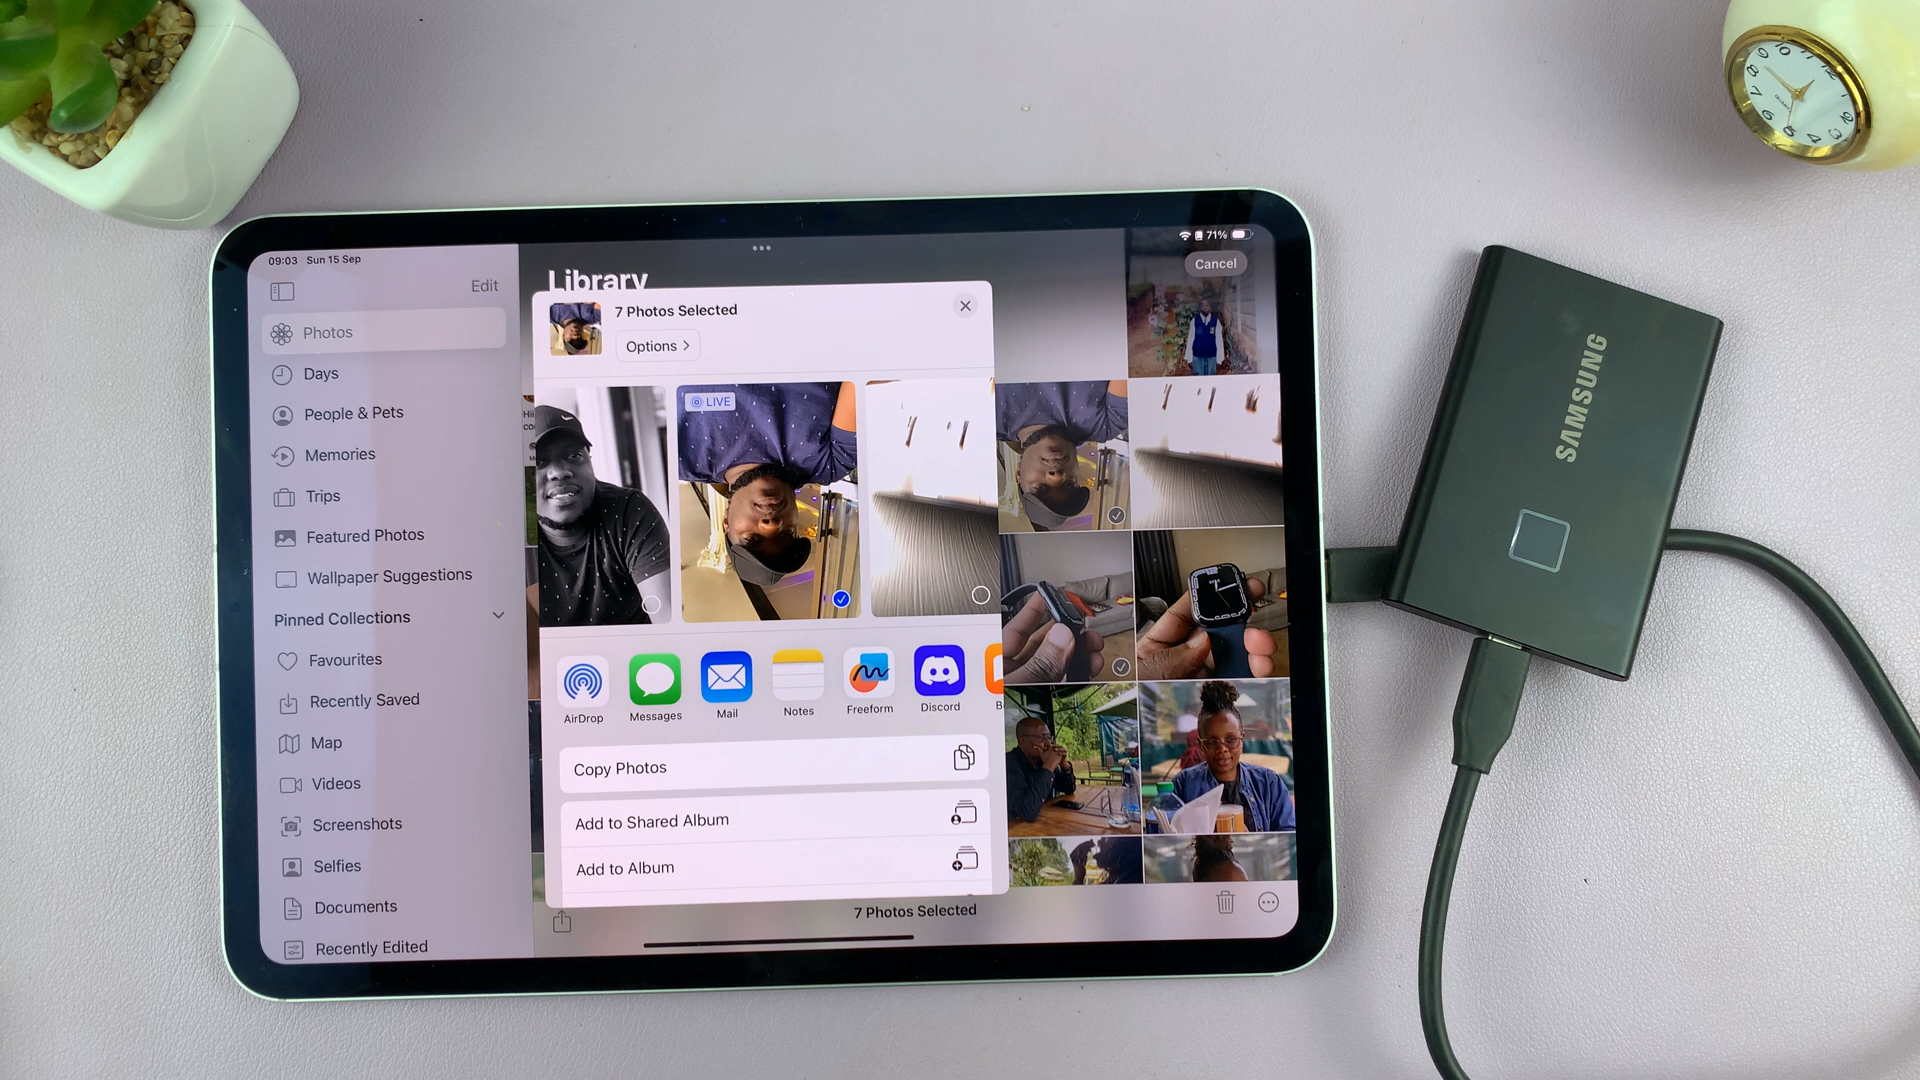 09:03 Sun 15 Sep
71%
Edit
Photos
Days
People & Pets
Memories
Trips
Featured Photos
Wallpaper Suggestions
Pinned Collections
Favourites
Recently Saved
Map
Videos
Screenshots
Selfies
Documents
Recently Edited
Library
Cancel
7 Photos Selected
Options
LIVE
AirDrop
Messages
Mail
Notes
Freeform
Discord
Copy Photos
Add to Shared Album
Add to Album
7 Photos Selected
SAMSUNG